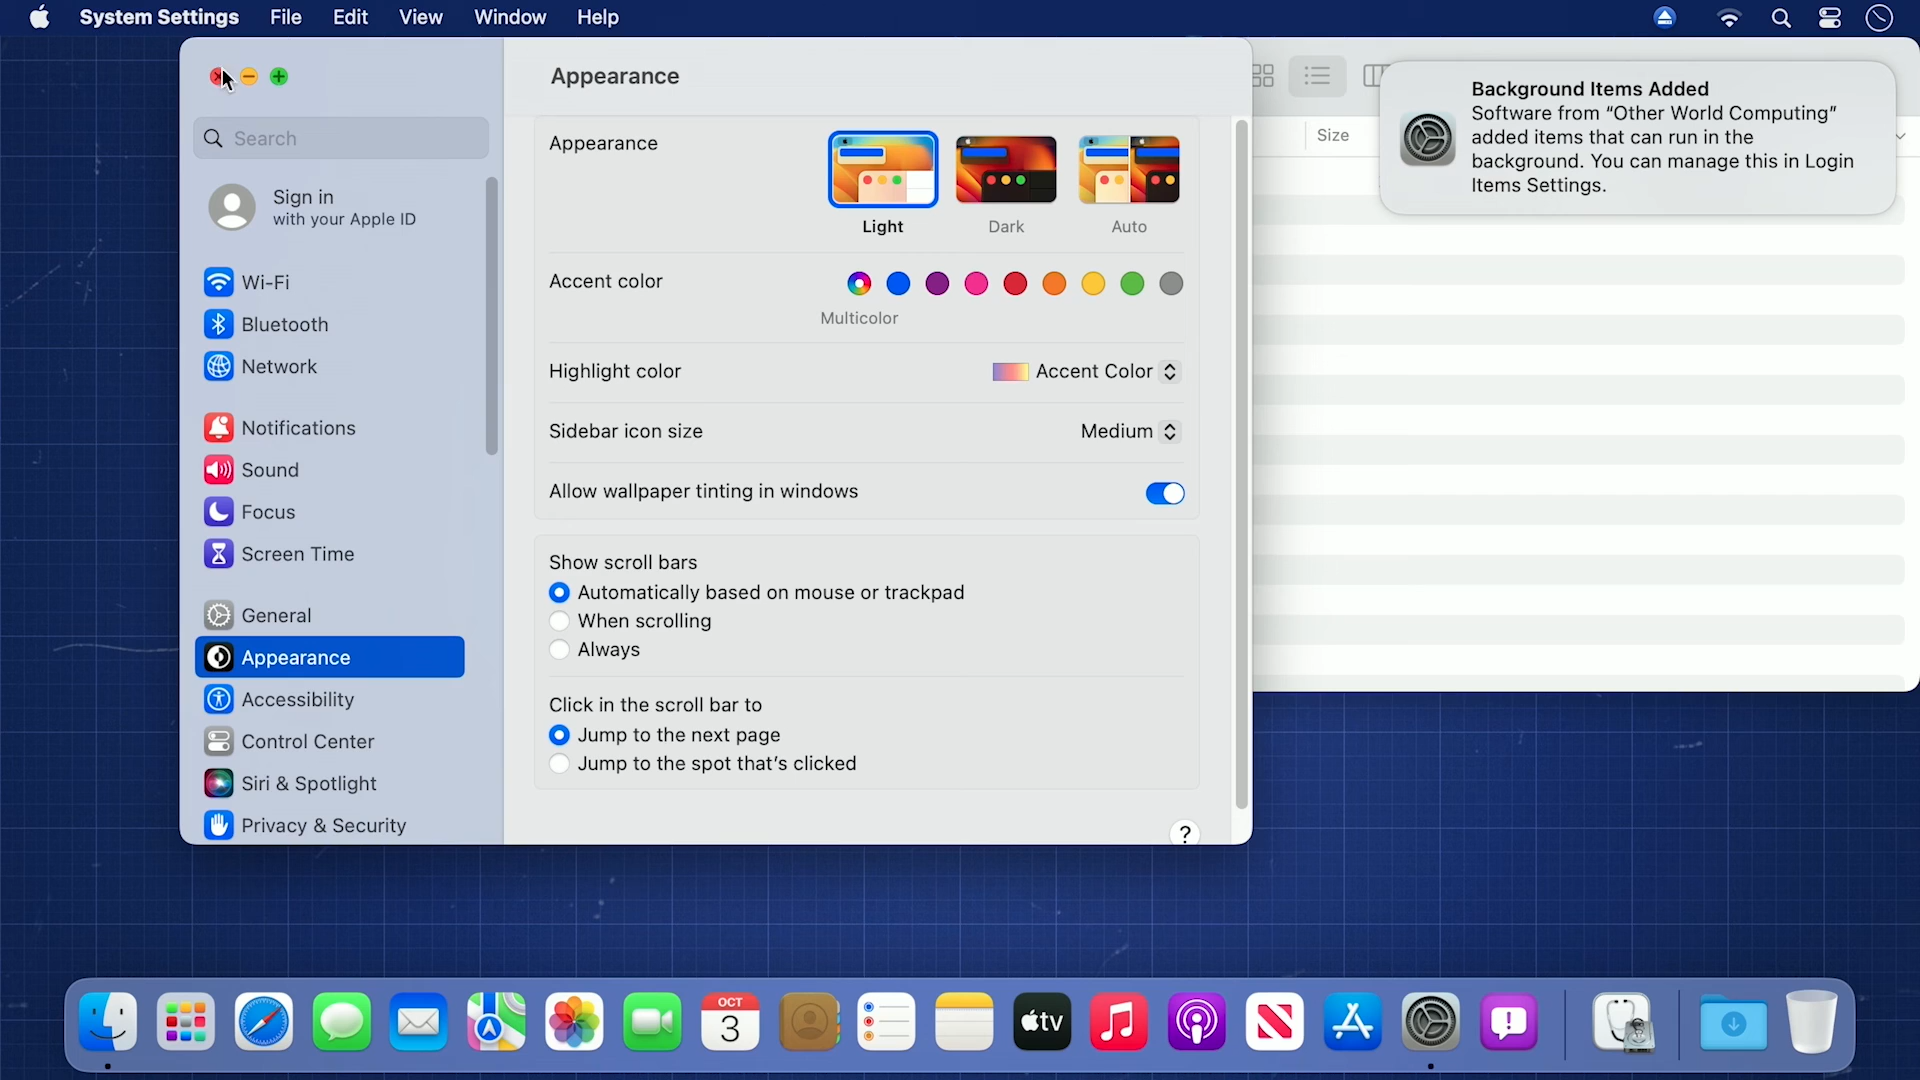 System Settings File Edit View Window Help
Appearance
Search
Sign in
with your Apple ID
Wi-Fi
Bluetooth
Network
Notifications
Sound
Focus
Screen Time
General
Appearance
Accessibility
Control Center
Siri & Spotlight
Privacy & Security
Appearance
Light Dark Auto
Accent color
Multicolor
Highlight color Accent Color
Sidebar icon size Medium
Allow wallpaper tinting in windows
Show scroll bars
Automatically based on mouse or trackpad
When scrolling
Always
Click in the scroll bar to
Jump to the next page
Jump to the spot that's clicked
?
Size
Background Items Added
Software from “Other World Computing”
added items that can run in the
background. You can manage this in Login
Items Settings.
OCT
3
tv